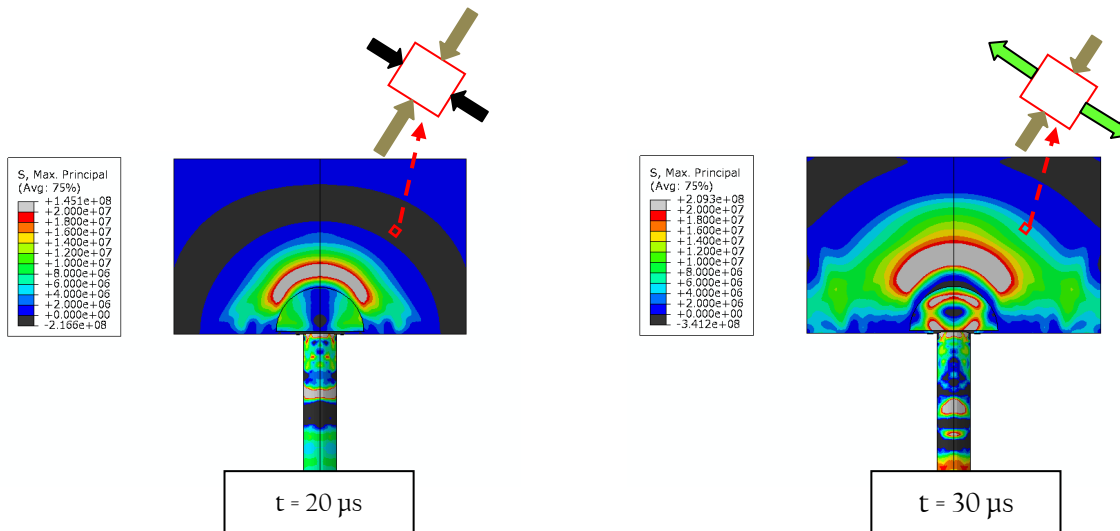 S, Max. Principal
(Avg: 75%)
+1.451e+08
+2.000e+07
+1.800e+07
+1.600e+07
+1.400e+07
+1.200e+07
+1.000e+07
+8.000e+06
+6.000e+06
+4.000e+06
+2.000e+06
+0.000e+00
-2.166e+08
t = 20 µs
S, Max. Principal
(Avg: 75%)
+2.093e+08
+2.000e+07
+1.800e+07
+1.600e+07
+1.400e+07
+1.200e+07
+1.000e+07
+8.000e+06
+6.000e+06
+4.000e+06
+2.000e+06
+0.000e+00
-3.412e+08
t = 30 µs